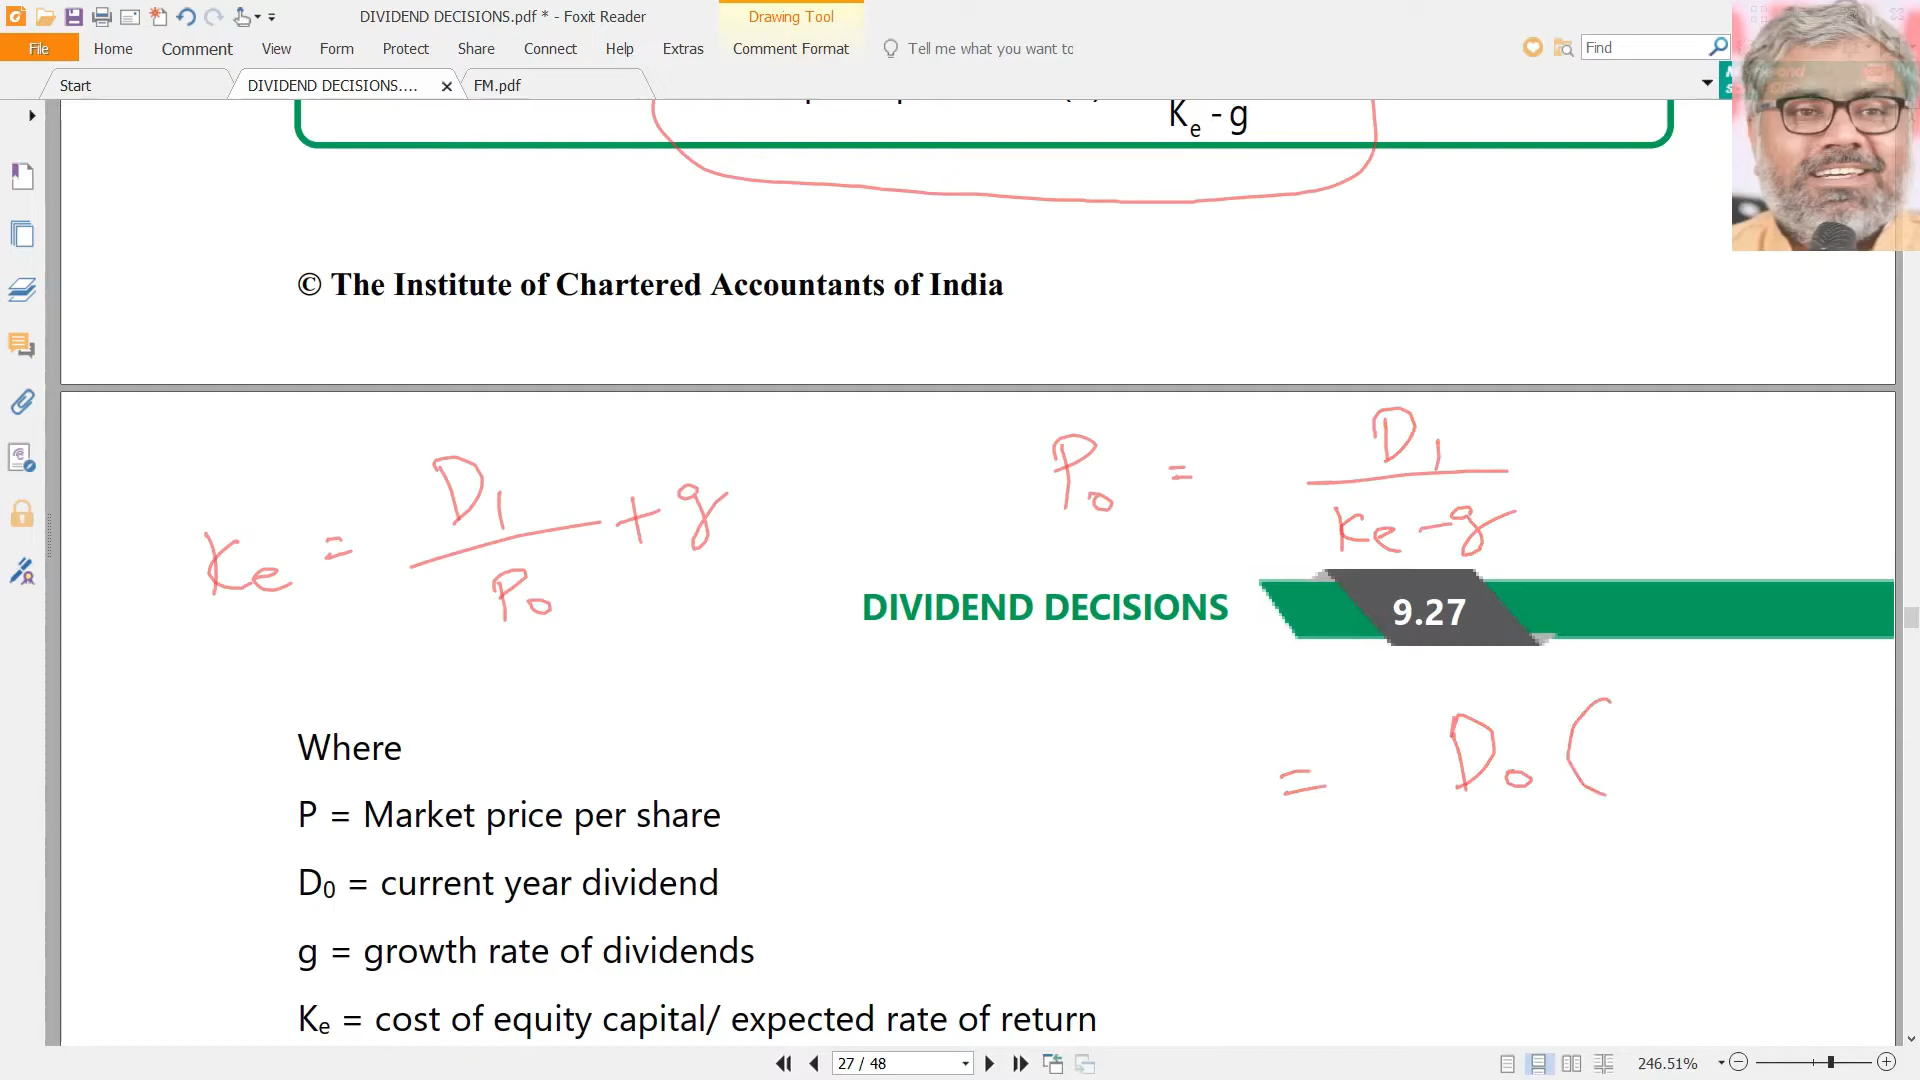 DIVIDEND DECISIONS.pdf * - Foxit Reader
Drawing Tool
File Home Comment View Form Protect Share Connect Help Extras Comment Format Tell me what you want to Find
Start DIVIDEND DECISIONS.... FM.pdf
Ke - g
© The Institute of Chartered Accountants of India
Ke = D1 / P0 + g
P0 = D1 / Ke - g
DIVIDEND DECISIONS 9.27
= D0 (
Where
P = Market price per share
D0 = current year dividend
g = growth rate of dividends
Ke = cost of equity capital/ expected rate of return
27 / 48
246.51%